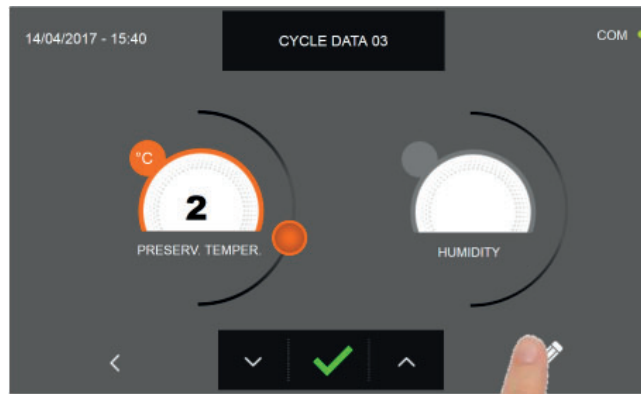 14/04/2017 - 15:40
CYCLE DATA 03
COM
°C
2
PRESERV. TEMPER.
HUMIDITY